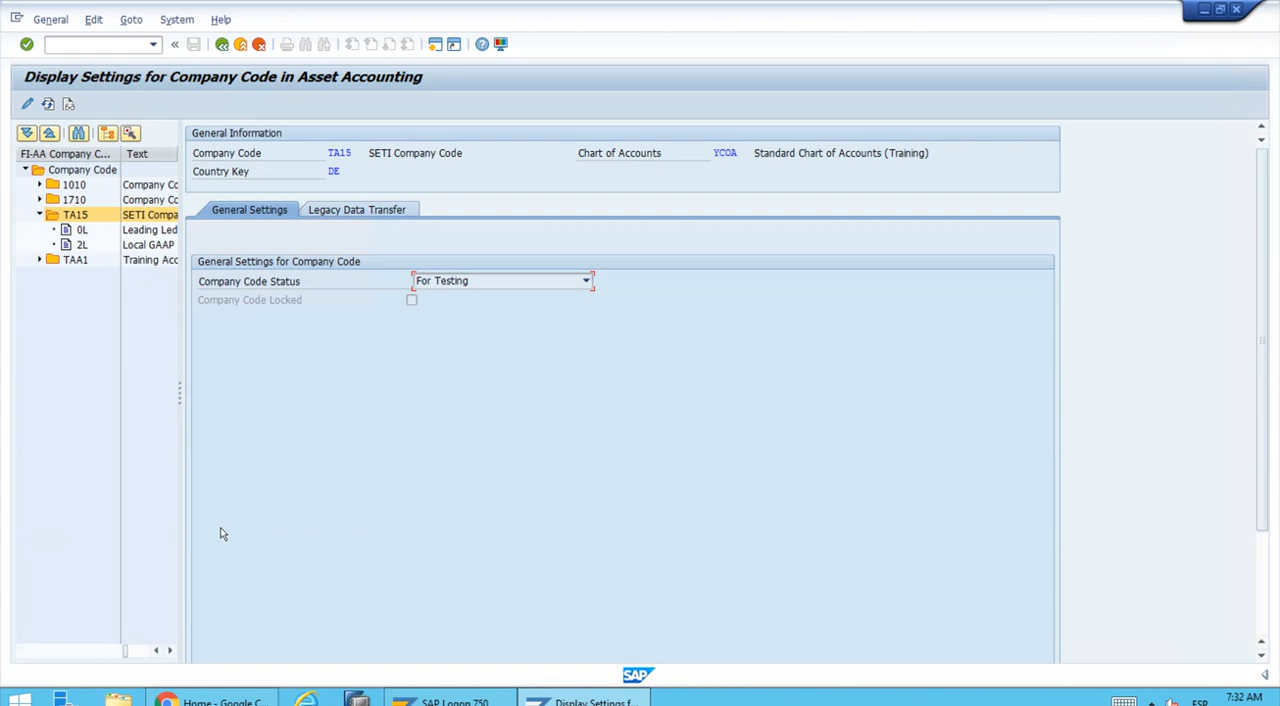 General Edit Goto System Help
Display Settings for Company Code in Asset Accounting
FI-AA Company C... Text
Company Code
1010 Company Cc
1710 Company Cc
TA15 SETI Compa
0L Leading Led
2L Local GAAP
TAA1 Training Acc
General Information
Company Code TA15 SETI Company Code Chart of Accounts YCOA Standard Chart of Accounts (Training)
Country Key DE
General Settings Legacy Data Transfer
General Settings for Company Code
Company Code Status For Testing
Company Code Locked
SAP
Home - Google C... SAP Logon 750 Display Settings f... ESP 7:32 AM